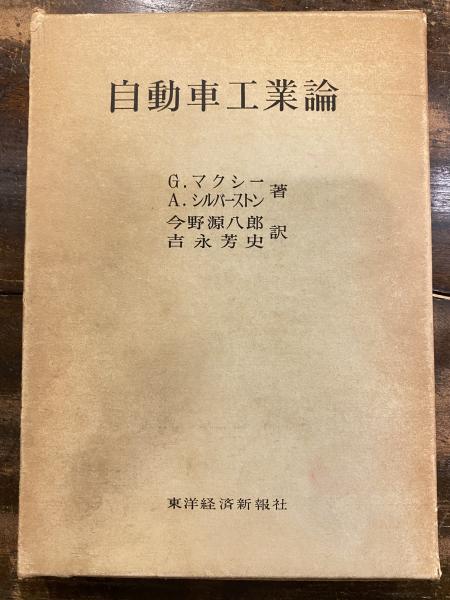 自動車工業論
G.マクシー
A.シルバーストン
著
今野源八郎
吉永芳史
訳
東洋経済新報社